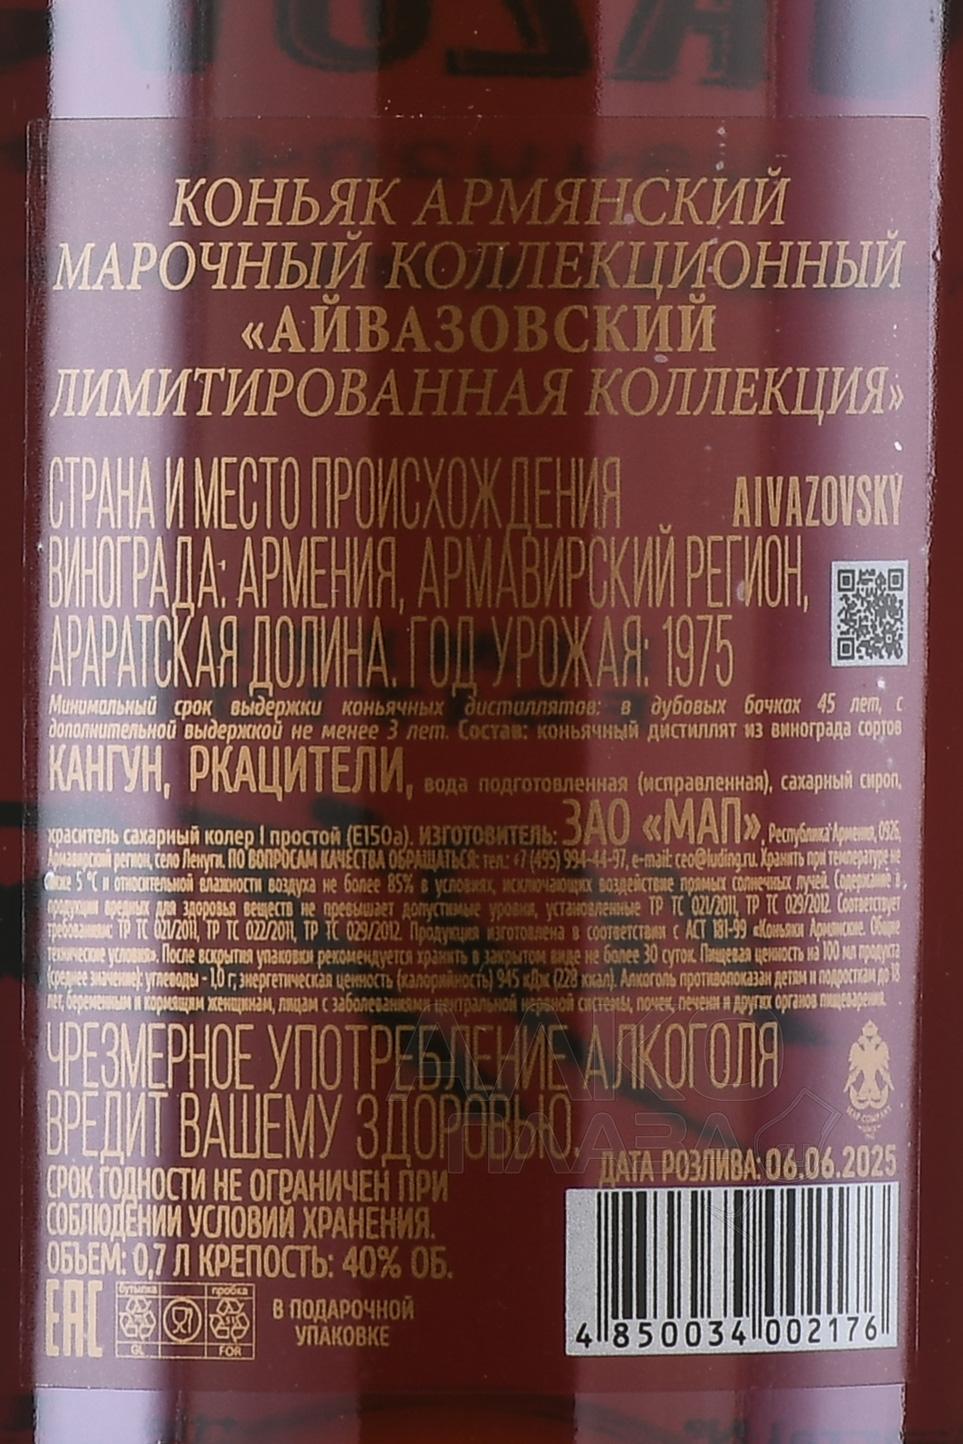 КОНЬЯК АРМЯНСКИЙ
МАРОЧНЫЙ КОЛЛЕКЦИОННЫЙ
«АЙВАЗОВСКИЙ
ЛИМИТИРОВАННАЯ КОЛЛЕКЦИЯ»
СТРАНА И МЕСТО ПРОИСХОЖДЕНИЯ
AIVAZOVSKY
ВИНОГРАДА: АРМЕНИЯ, АРМАВИРСКИЙ РЕГИОН,
АРАРАТСКАЯ ДОЛИНА. ГОД УРОЖАЯ: 1975
Минимальный срок выдержки коньячных дистиллятов: в дубовых бочках 45 лет, с
дополнительной выдержкой не менее 3 лет. Состав: коньячный дистиллят из винограда сортов
КАНГУН, РКАЦИТЕЛИ, вода подготовленная (исправленная), сахарный сироп,
краситель сахарный колер I простой (Е150а). ИЗГОТОВИТЕЛЬ: ЗАО «МАП», Республика Армения, 0926,
Армавирский регион, село Ленуги. ПО ВОПРОСАМ КАЧЕСТВА ОБРАЩАТЬСЯ: тел.: +7 (495) 994-44-97, e-mail: ceo@luding.ru. Хранить при температуре не
ниже 5 °С и относительной влажности воздуха не более 85% в условиях, исключающих воздействие прямых солнечных лучей. Содержание в
продукции вредных для здоровья веществ не превышает допустимые уровни, установленные ТР ТС 021/2011, ТР ТС 029/2012. Соответствует
требованиям: ТР ТС 021/2011, ТР ТС 022/2011, ТР ТС 029/2012. Продукция изготовлена в соответствии с АСТ 181-99 «Коньяки Армянские. Общие
технические условия». После вскрытия упаковки рекомендуется хранить в закрытом виде не более 30 суток. Пищевая ценность на 100 мл продукта
(среднее значение): углеводы - 1,0 г; энергетическая ценность (калорийность) 945 кДж (228 ккал). Алкоголь противопоказан детям и подросткам до 18
лет, беременным и кормящим женщинам, лицам с заболеваниями центральной нервной системы, почек, печени и других органов пищеварения.
ЧРЕЗМЕРНОЕ УПОТРЕБЛЕНИЕ АЛКОГОЛЯ
ВРЕДИТ ВАШЕМУ ЗДОРОВЬЮ.
MAP COMPANY
ДАТА РОЗЛИВА: 06.06.2025
СРОК ГОДНОСТИ НЕ ОГРАНИЧЕН ПРИ
СОБЛЮДЕНИИ УСЛОВИЙ ХРАНЕНИЯ.
ОБЪЕМ: 0,7 Л КРЕПОСТЬ: 40% ОБ.
EAC
бутылка пробка
GL FOR
В ПОДАРОЧНОЙ
УПАКОВКЕ
4 850034 002176
АЛКО
ПЛАЗА